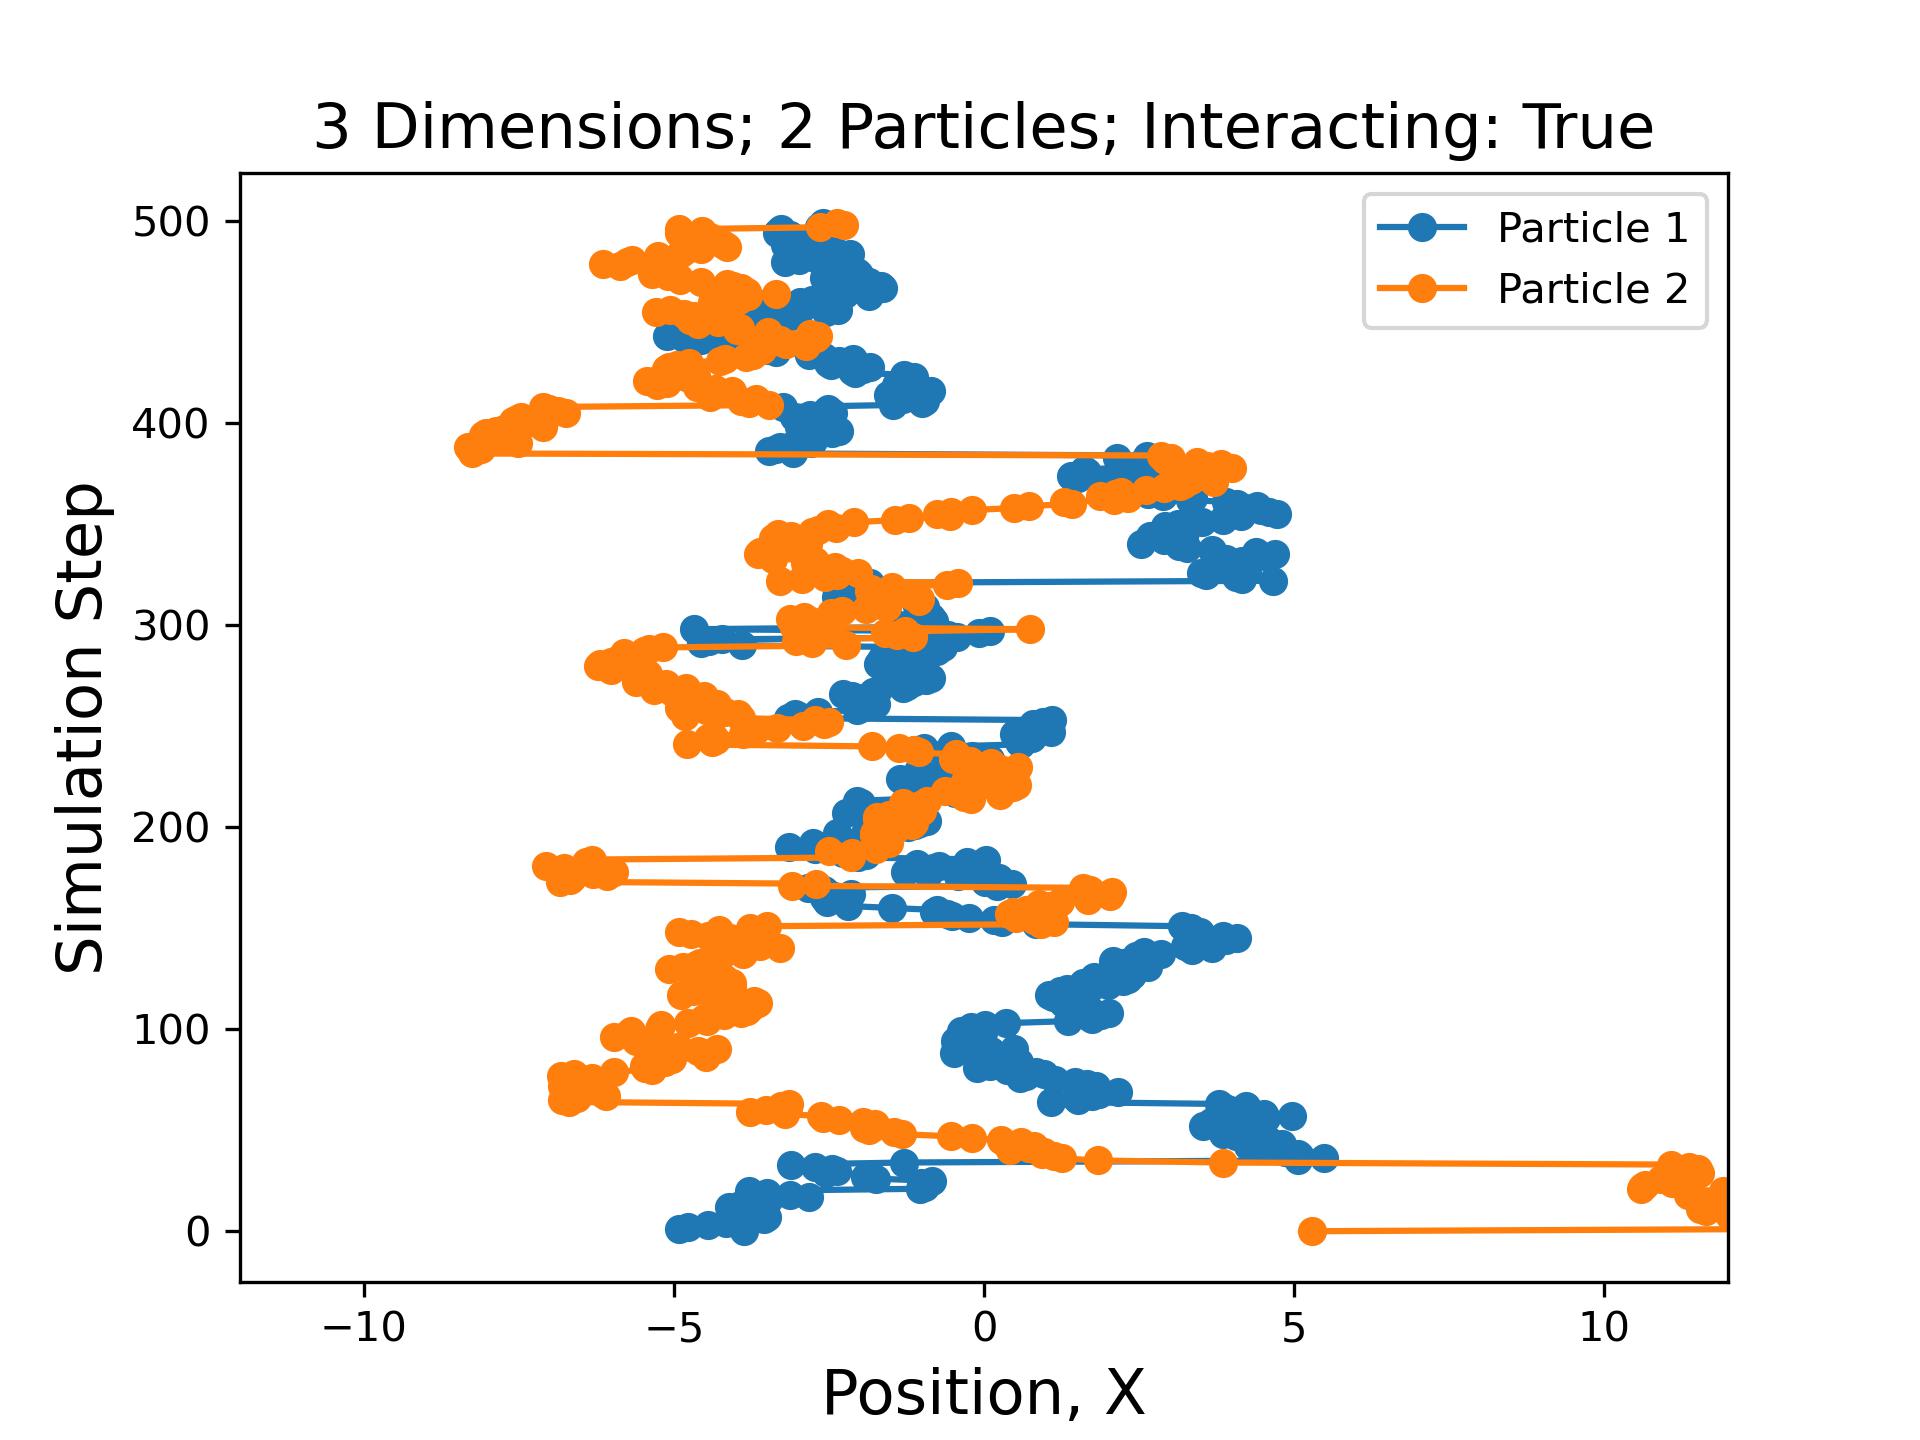 3 Dimensions; 2 Particles; Interacting: True
Particle 1
Particle 2
500
400
300
200
100
0
Simulation Step
−10
−5
0
5
10
Position, X